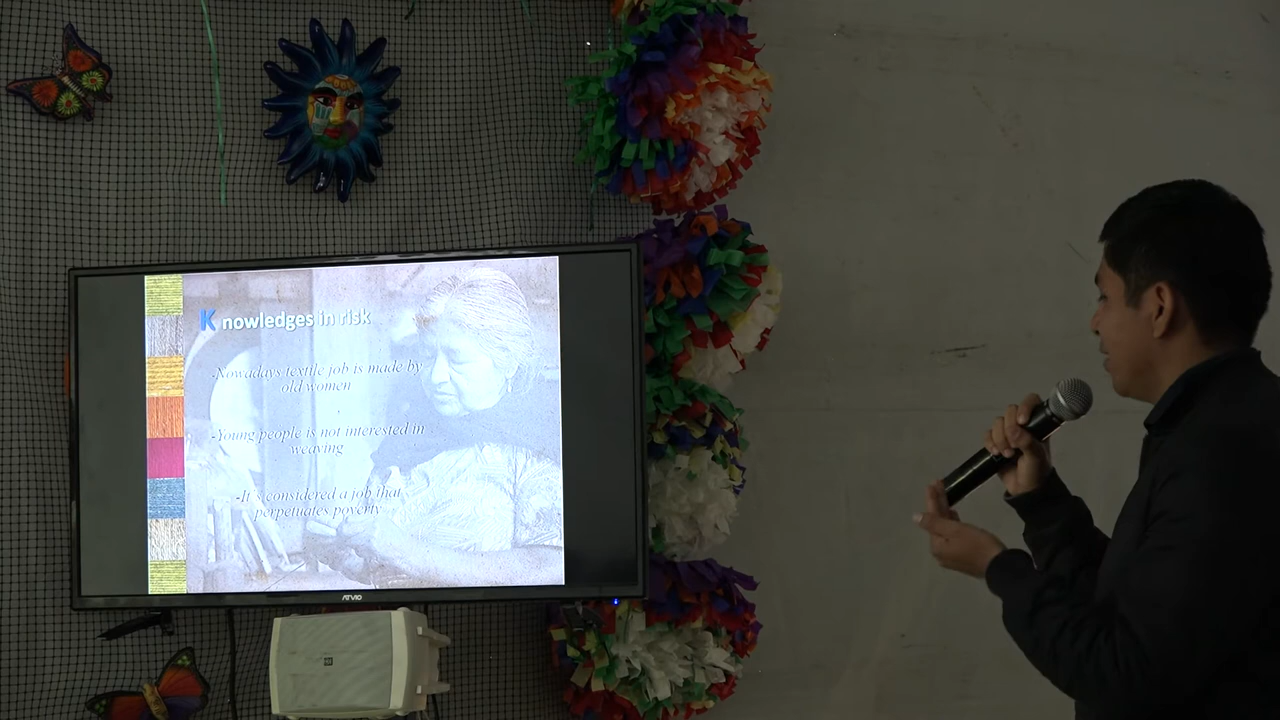 Knowledges in risk
-Nowadays textile job is made by
old women
-Young people is not interested in
weaving
-It's considered a job that
perpetuates poverty
ATVIO